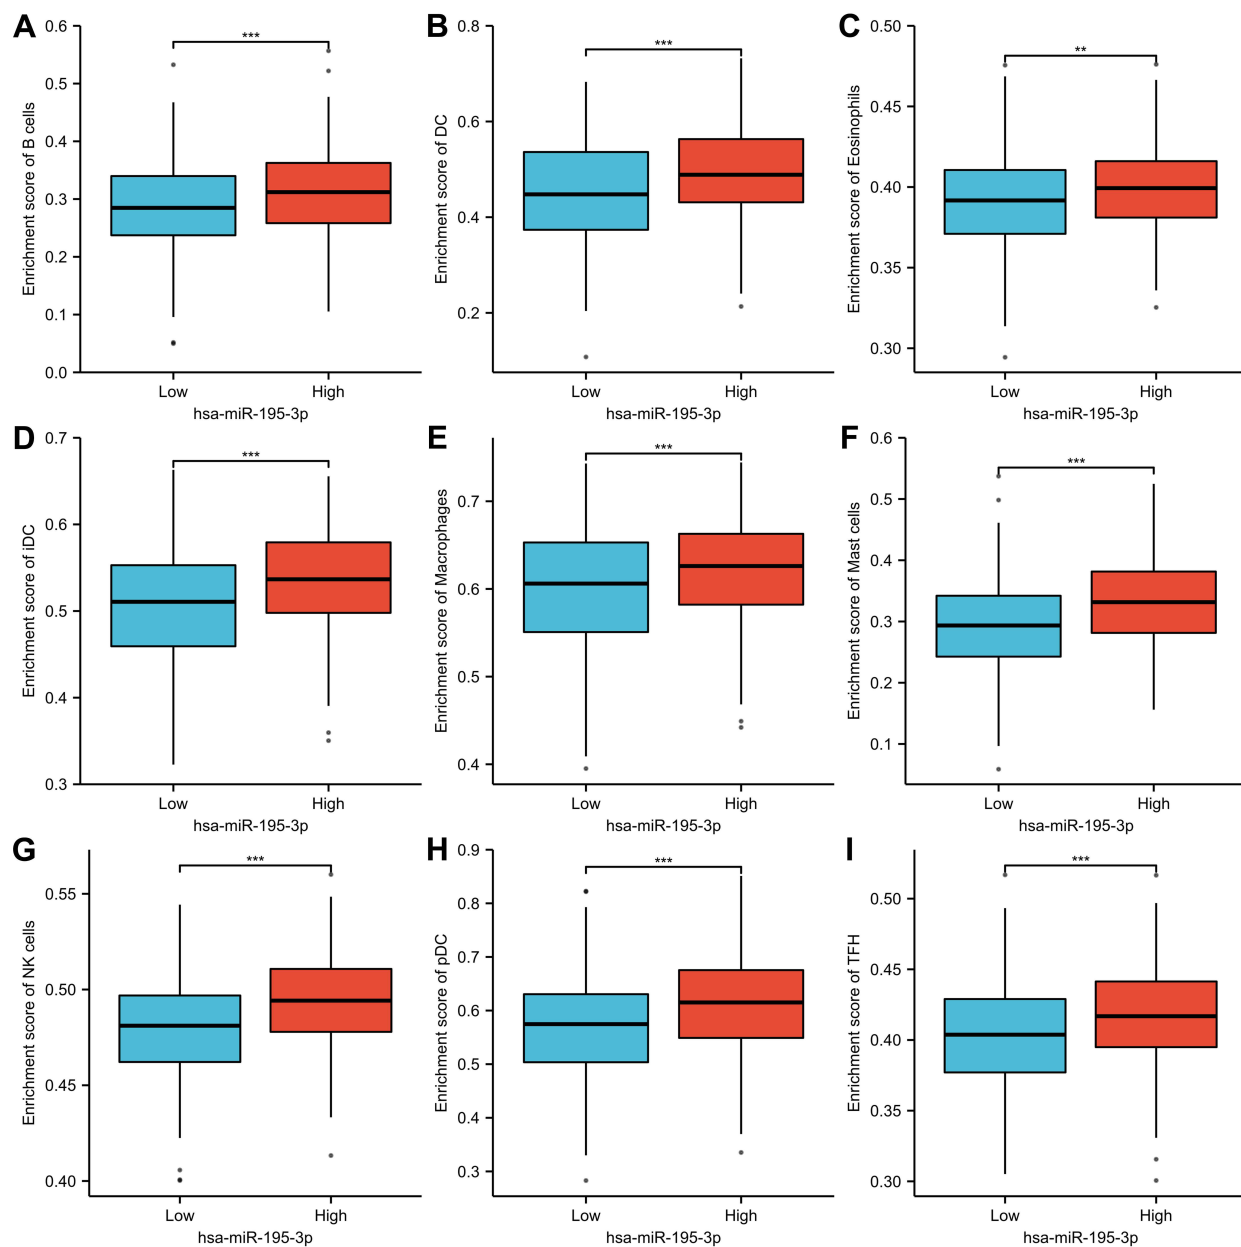 A
Enrichment score of B cells
0.6
0.5
0.4
0.3
0.2
0.1
0.0
***
Low
High
hsa-miR-195-3p
B
Enrichment score of DC
0.8
0.6
0.4
0.2
***
Low
High
hsa-miR-195-3p
C
Enrichment score of Eosinophils
0.50
0.45
0.40
0.35
0.30
**
Low
High
hsa-miR-195-3p
D
Enrichment score of iDC
0.7
0.6
0.5
0.4
0.3
***
Low
High
hsa-miR-195-3p
E
Enrichment score of Macrophages
0.7
0.6
0.5
0.4
***
Low
High
hsa-miR-195-3p
F
Enrichment score of Mast cells
0.6
0.5
0.4
0.3
0.2
0.1
***
Low
High
hsa-miR-195-3p
G
Enrichment score of NK cells
0.55
0.50
0.45
0.40
***
Low
High
hsa-miR-195-3p
H
Enrichment score of pDC
0.9
0.8
0.7
0.6
0.5
0.4
0.3
***
Low
High
hsa-miR-195-3p
I
Enrichment score of TFH
0.50
0.45
0.40
0.35
0.30
***
Low
High
hsa-miR-195-3p